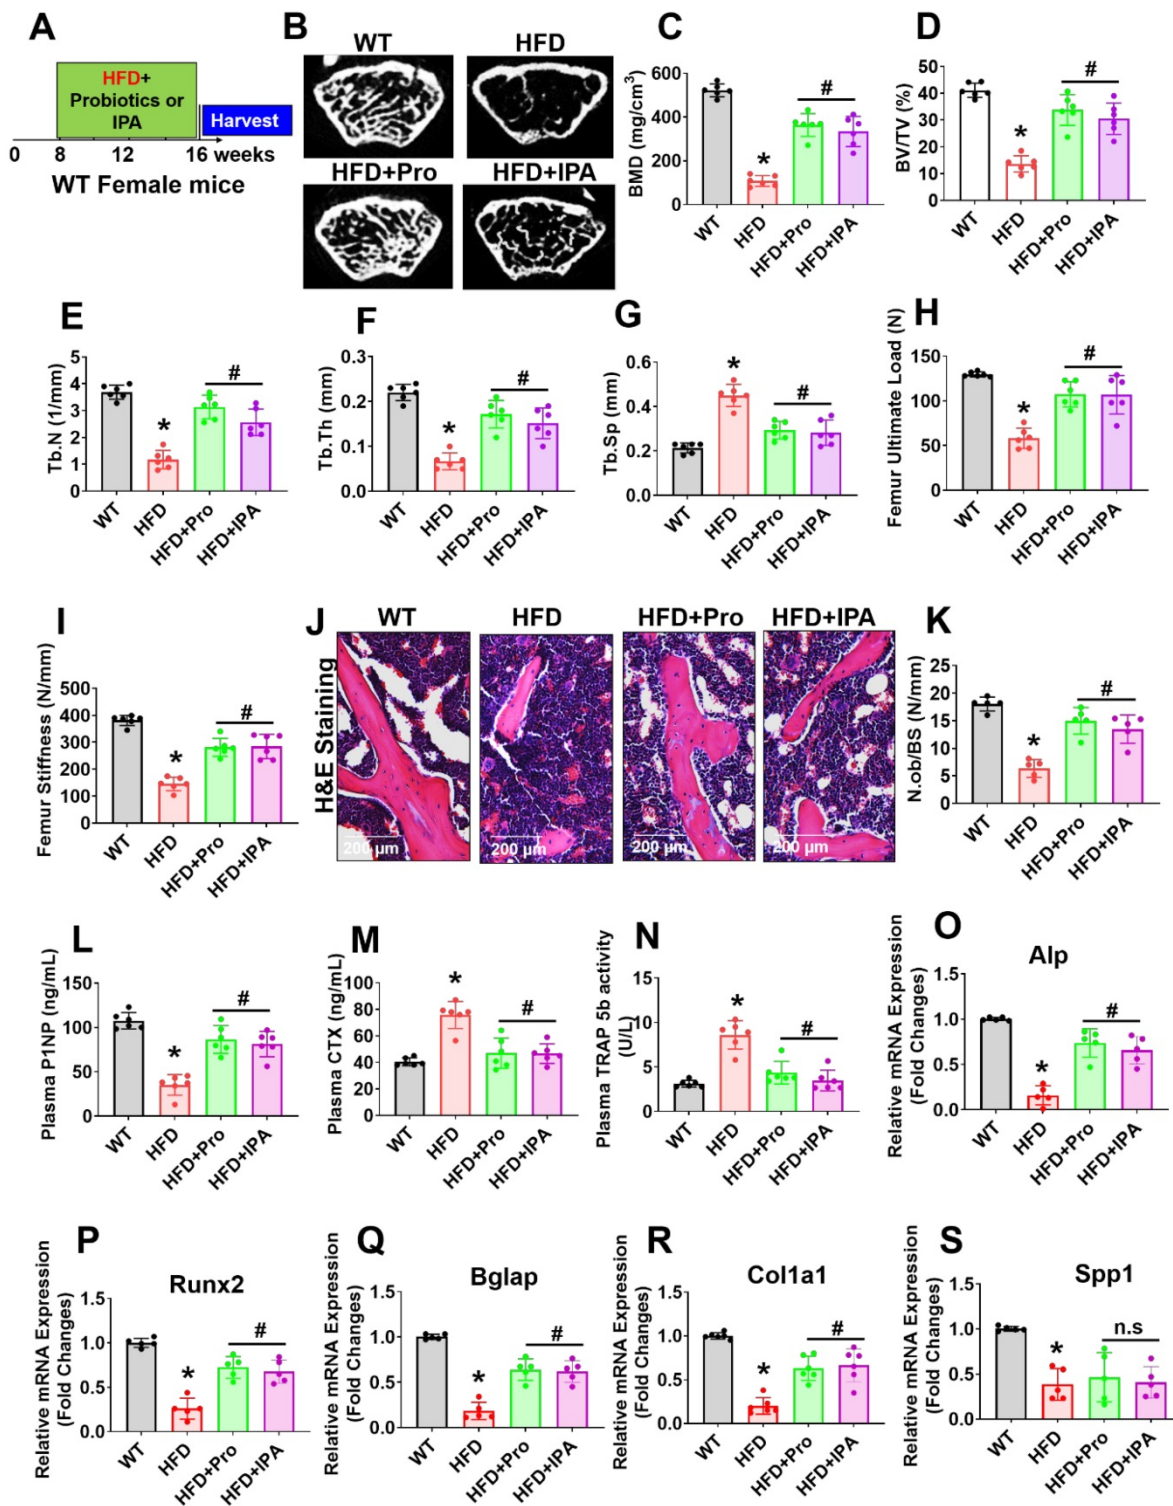 A
HFD+
Probiotics or
IPA
Harvest
0 8 12 16 weeks
WT Female mice
B
WT HFD
HFD+Pro HFD+IPA
C
BMD (mg/cm3)
600
400
200
0
WT HFD HFD+Pro HFD+IPA
*
#
D
BV/TV (%)
50
40
30
20
10
0
WT HFD HFD+Pro HFD+IPA
*
#
E
Tb.N (1/mm)
5
4
3
2
1
0
WT HFD HFD+Pro HFD+IPA
*
#
F
Tb.Th (mm)
0.3
0.2
0.1
0.0
WT HFD HFD+Pro HFD+IPA
*
#
G
Tb.Sp (mm)
0.6
0.4
0.2
0.0
WT HFD HFD+Pro HFD+IPA
*
#
H
Femur Ultimate Load (N)
150
100
50
0
WT HFD HFD+Pro HFD+IPA
*
#
I
Femur Stiffness (N/mm)
500
400
300
200
100
0
WT HFD HFD+Pro HFD+IPA
*
#
J
WT HFD HFD+Pro HFD+IPA
H&E Staining
200 µm 200 µm 200 µm 200 µm
K
N.ob/BS (N/mm)
25
20
15
10
5
0
WT HFD HFD+Pro HFD+IPA
*
#
L
Plasma P1NP (ng/mL)
150
100
50
0
WT HFD HFD+Pro HFD+IPA
*
#
M
Plasma CTX (ng/mL)
100
80
60
40
20
0
WT HFD HFD+Pro HFD+IPA
*
#
N
Plasma TRAP 5b activity
(U/L)
15
10
5
0
WT HFD HFD+Pro HFD+IPA
*
#
O
Alp
Relative mRNA Expression
(Fold Changes)
1.5
1.0
0.5
0.0
WT HFD HFD+Pro HFD+IPA
*
#
P
Runx2
Relative mRNA Expression
(Fold Changes)
1.5
1.0
0.5
0.0
WT HFD HFD+Pro HFD+IPA
*
#
Q
Bglap
Relative mRNA Expression
(Fold Changes)
1.5
1.0
0.5
0.0
WT HFD HFD+Pro HFD+IPA
*
#
R
Col1a1
Relative mRNA Expression
(Fold Changes)
1.5
1.0
0.5
0.0
WT HFD HFD+Pro HFD+IPA
*
#
S
Spp1
Relative mRNA Expression
(Fold Changes)
1.5
1.0
0.5
0.0
WT HFD HFD+Pro HFD+IPA
*
n.s